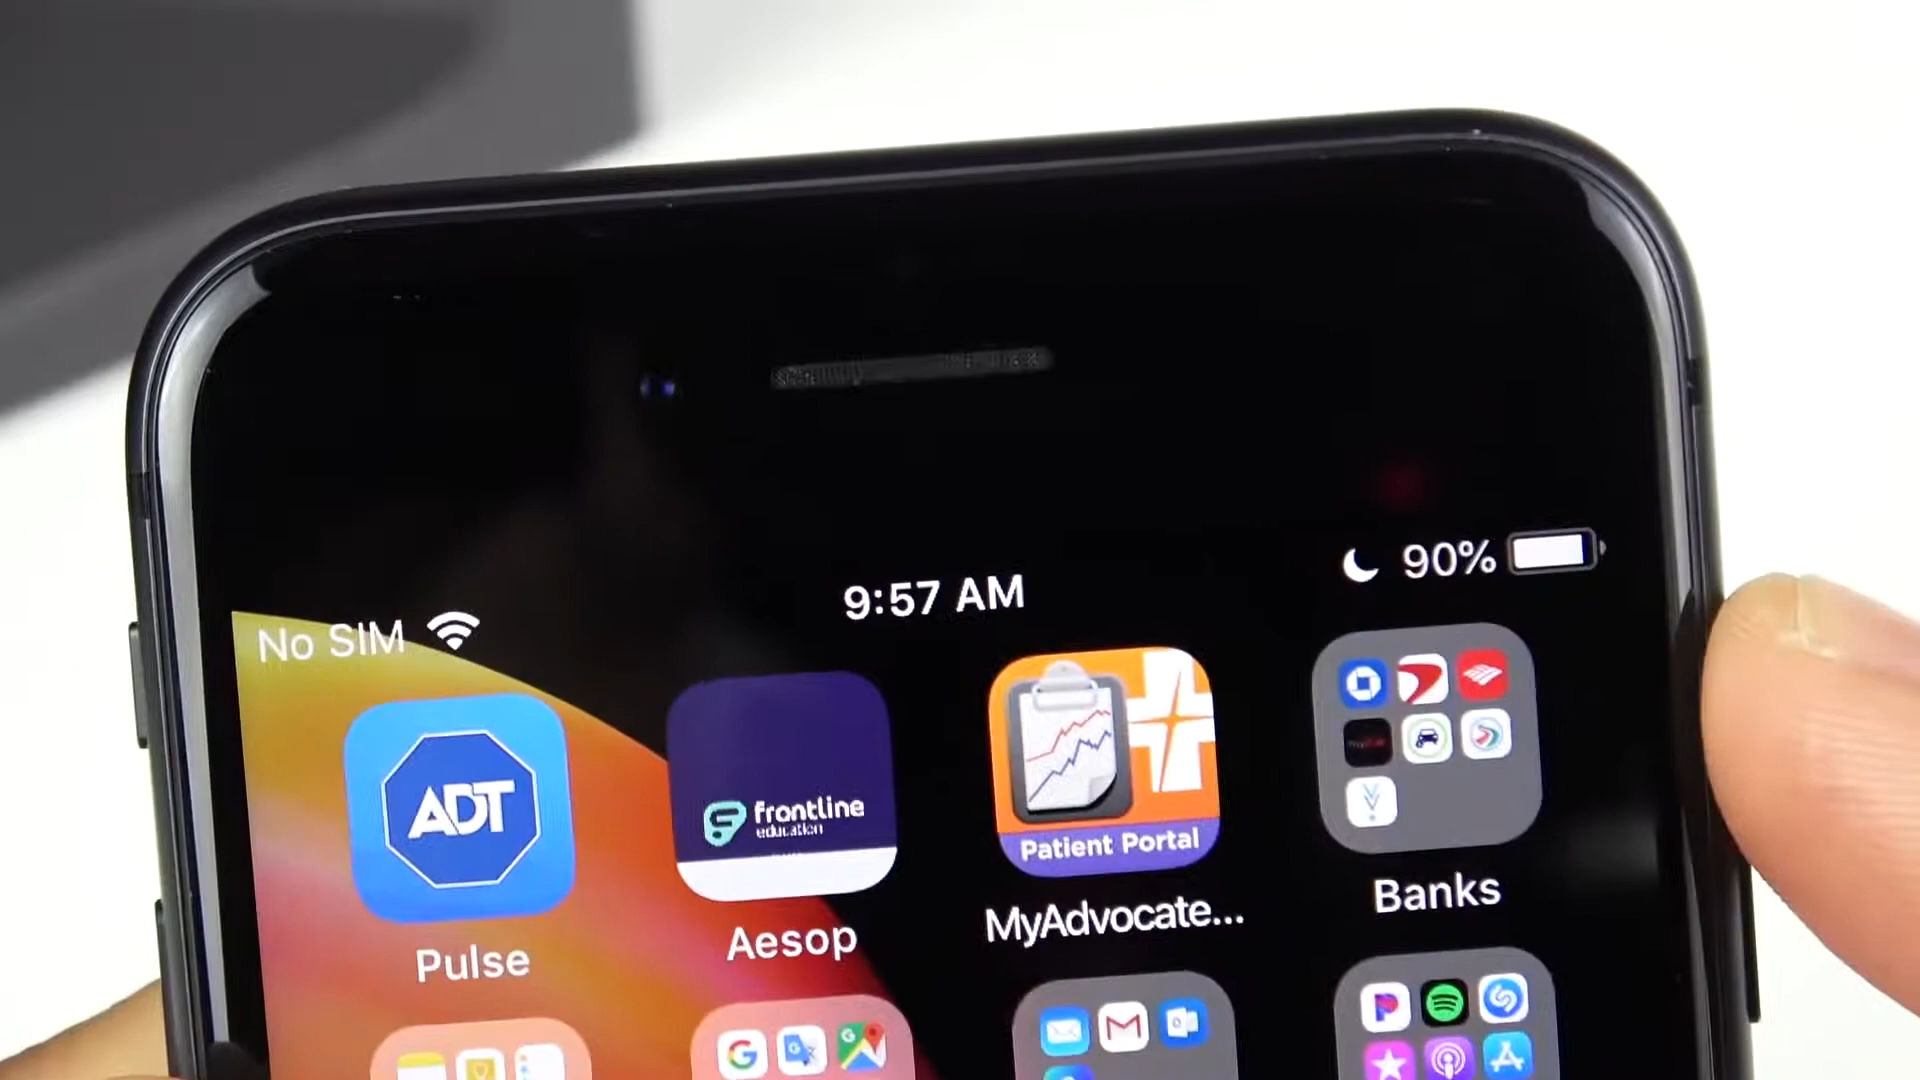 No SIM
9:57 AM
90%
ADT
Pulse
frontline
education
Aesop
Patient Portal
MyAdvocate...
Banks